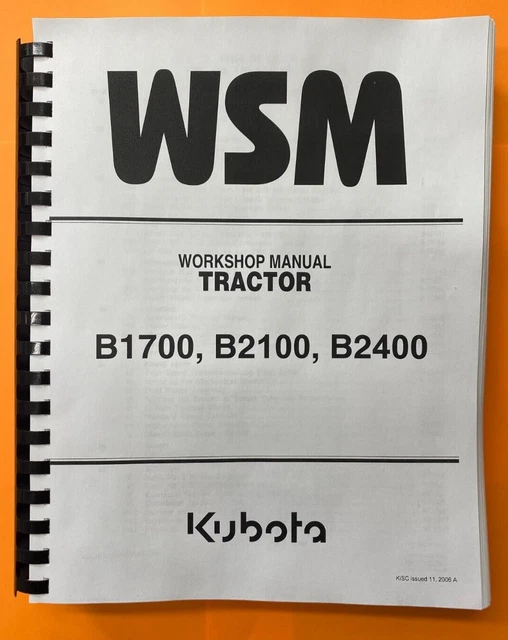 WSM
WORKSHOP MANUAL
TRACTOR
B1700, B2100, B2400
Kubota
KiSC issued 11, 2006 A